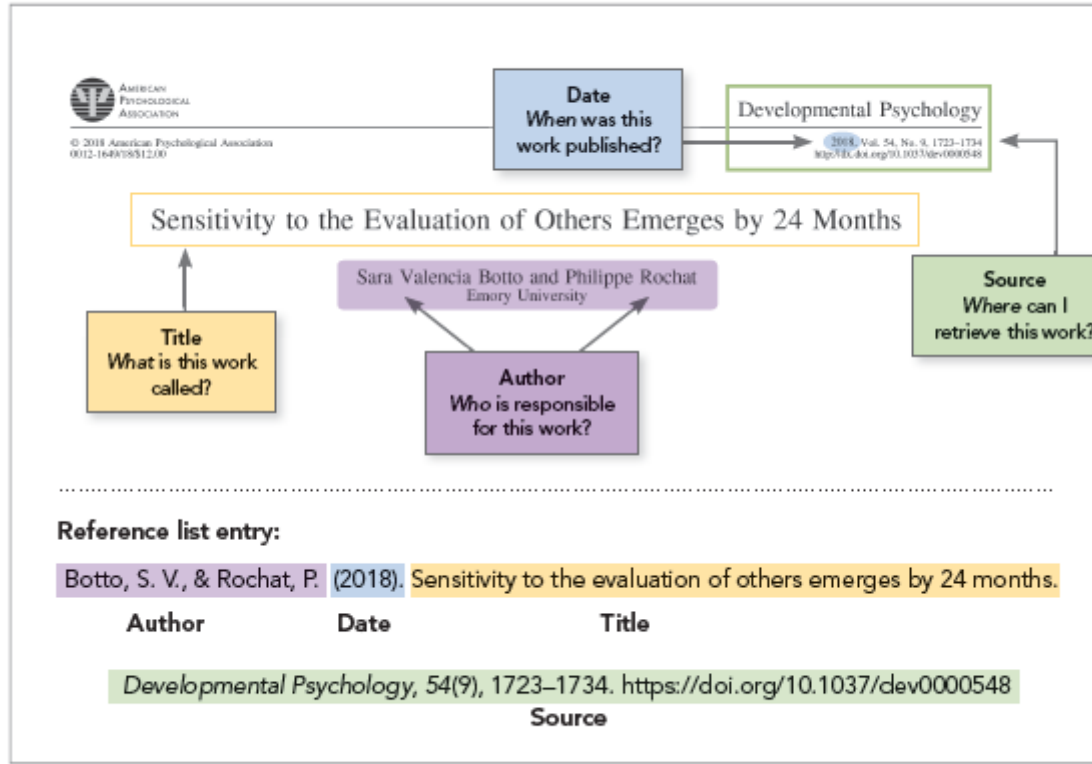 AMERICAN
PSYCHOLOGICAL
ASSOCIATION
© 2018 American Psychological Association
0012-1649/18/$12.00
Date
When was this
work published?
Developmental Psychology
2018, Vol. 54, No. 9, 1723–1734
http://dx.doi.org/10.1037/dev0000548
Sensitivity to the Evaluation of Others Emerges by 24 Months
Sara Valencia Botto and Philippe Rochat
Emory University
Title
What is this work
called?
Author
Who is responsible
for this work?
Source
Where can I
retrieve this work?
Reference list entry:
Botto, S. V., & Rochat, P. (2018). Sensitivity to the evaluation of others emerges by 24 months.
Author Date Title
Developmental Psychology, 54(9), 1723–1734. https://doi.org/10.1037/dev0000548
Source